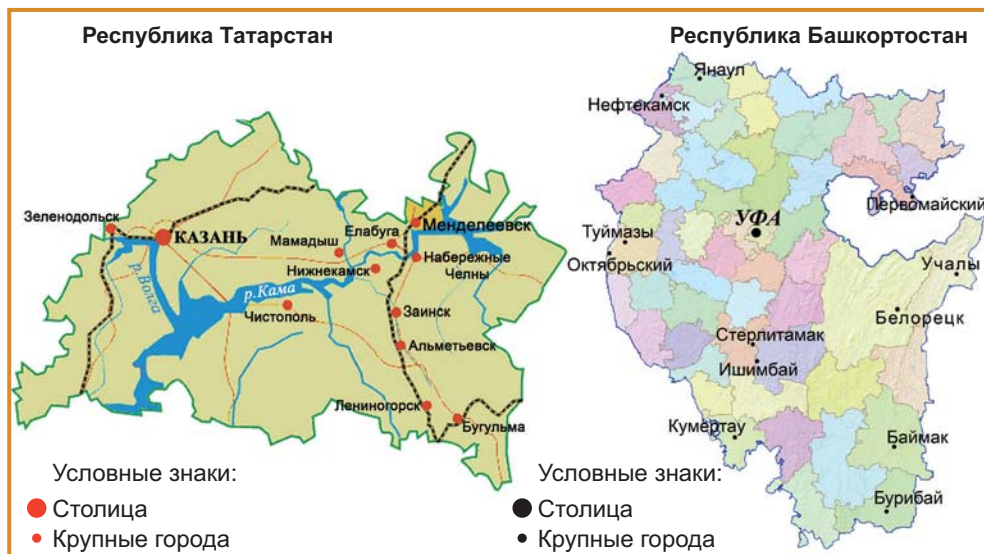 Республика Татарстан
Зеленодольск
КАЗАНЬ
Мамадыш
Елабуга
Менделеевск
Набережные
Челны
Нижнекамск
р.Волга
р.Кама
Чистополь
Заинск
Альметьевск
Лениногорск
Бугульма
Условные знаки:
Столица
Крупные города
Республика Башкортостан
Янаул
Нефтекамск
Первомайский
УФА
Туймазы
Октябрьский
Учалы
Белорецк
Стерлитамак
Ишимбай
Кумертау
Баймак
Бурибай
Условные знаки:
Столица
Крупные города